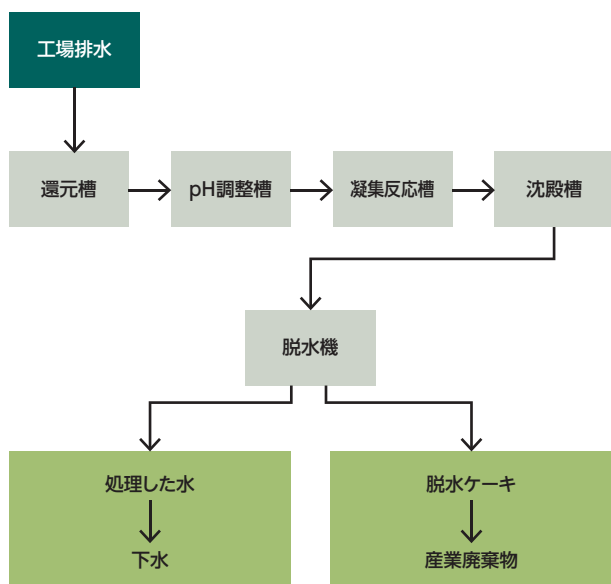 工場排水
還元槽
pH調整槽
凝集反応槽
沈殿槽
脱水機
処理した水
下水
脱水ケーキ
産業廃棄物